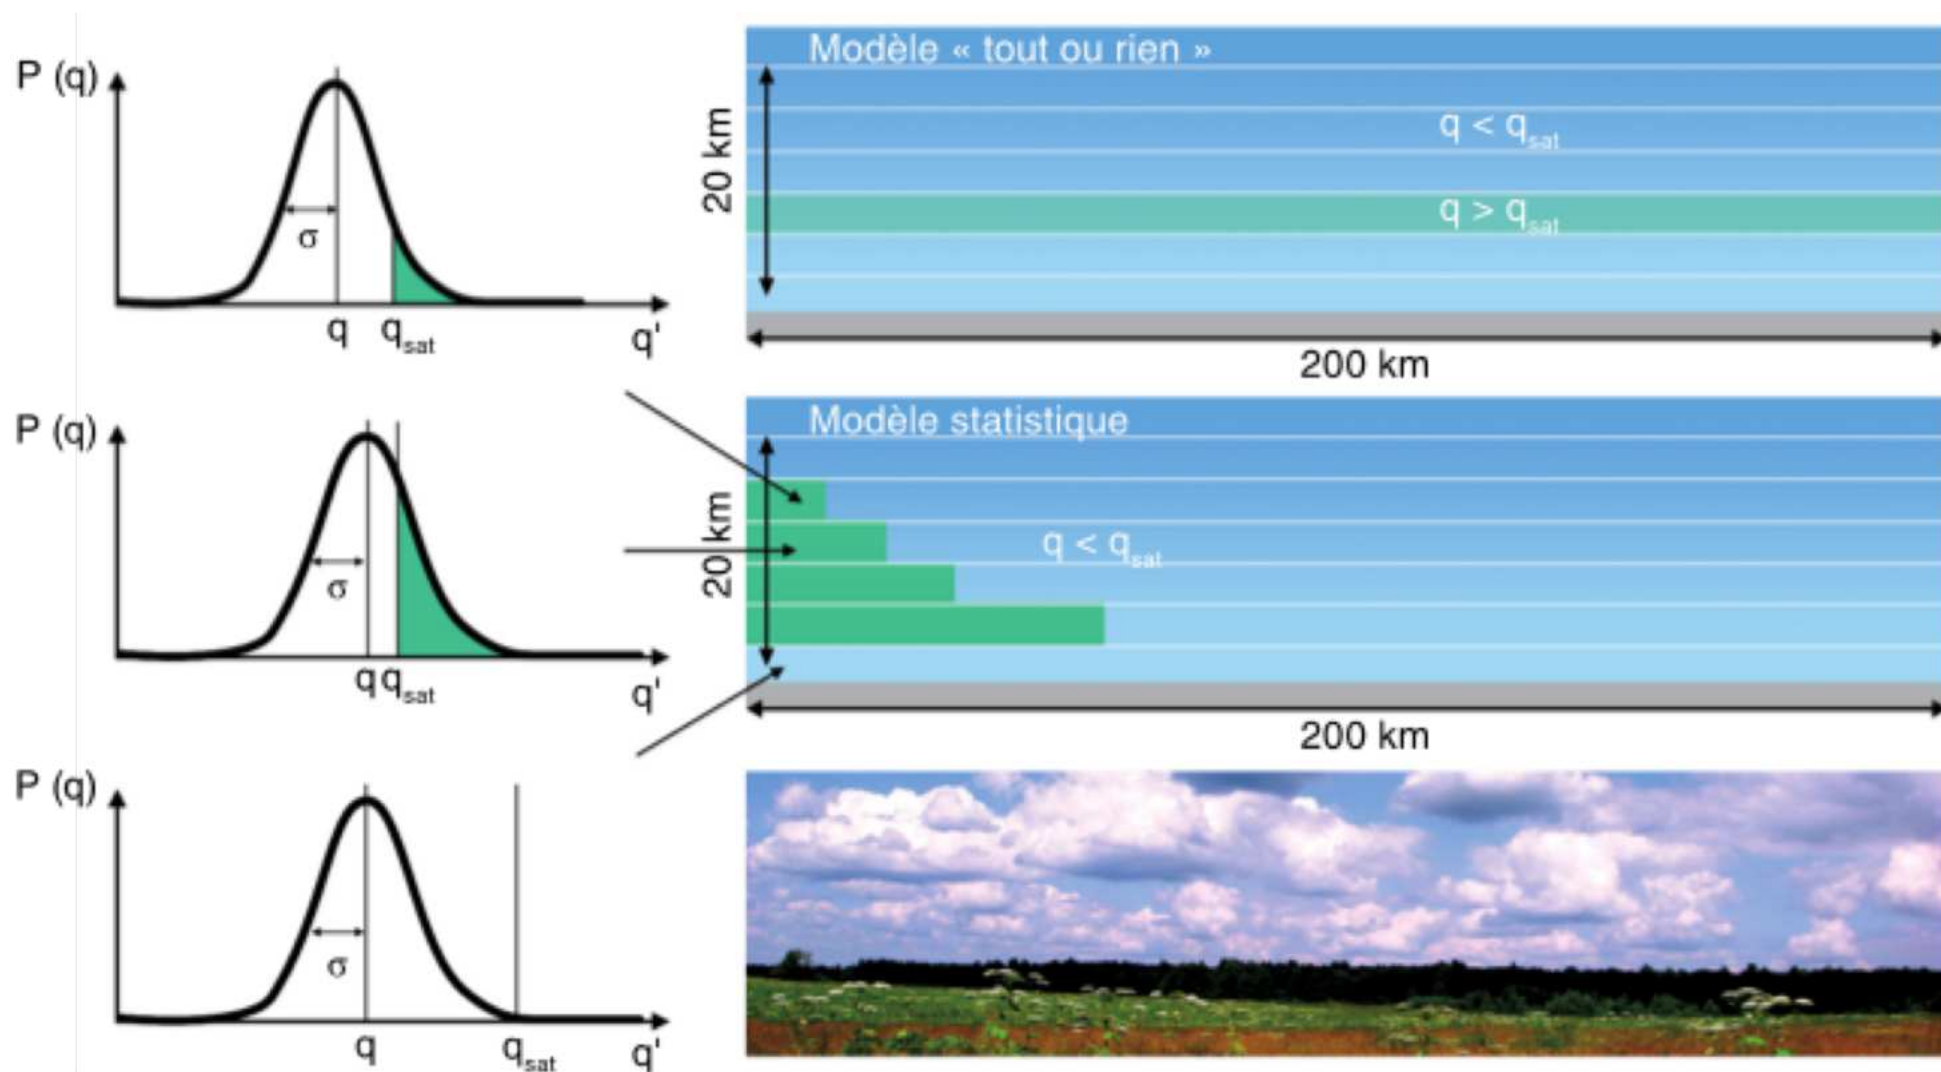 P (q)
σ
q q_sat q'
Modèle « tout ou rien »
20 km
q < q_sat
q > q_sat
200 km
P (q)
σ
q q_sat q'
Modèle statistique
20 km
q < q_sat
200 km
P (q)
σ
q q_sat q'